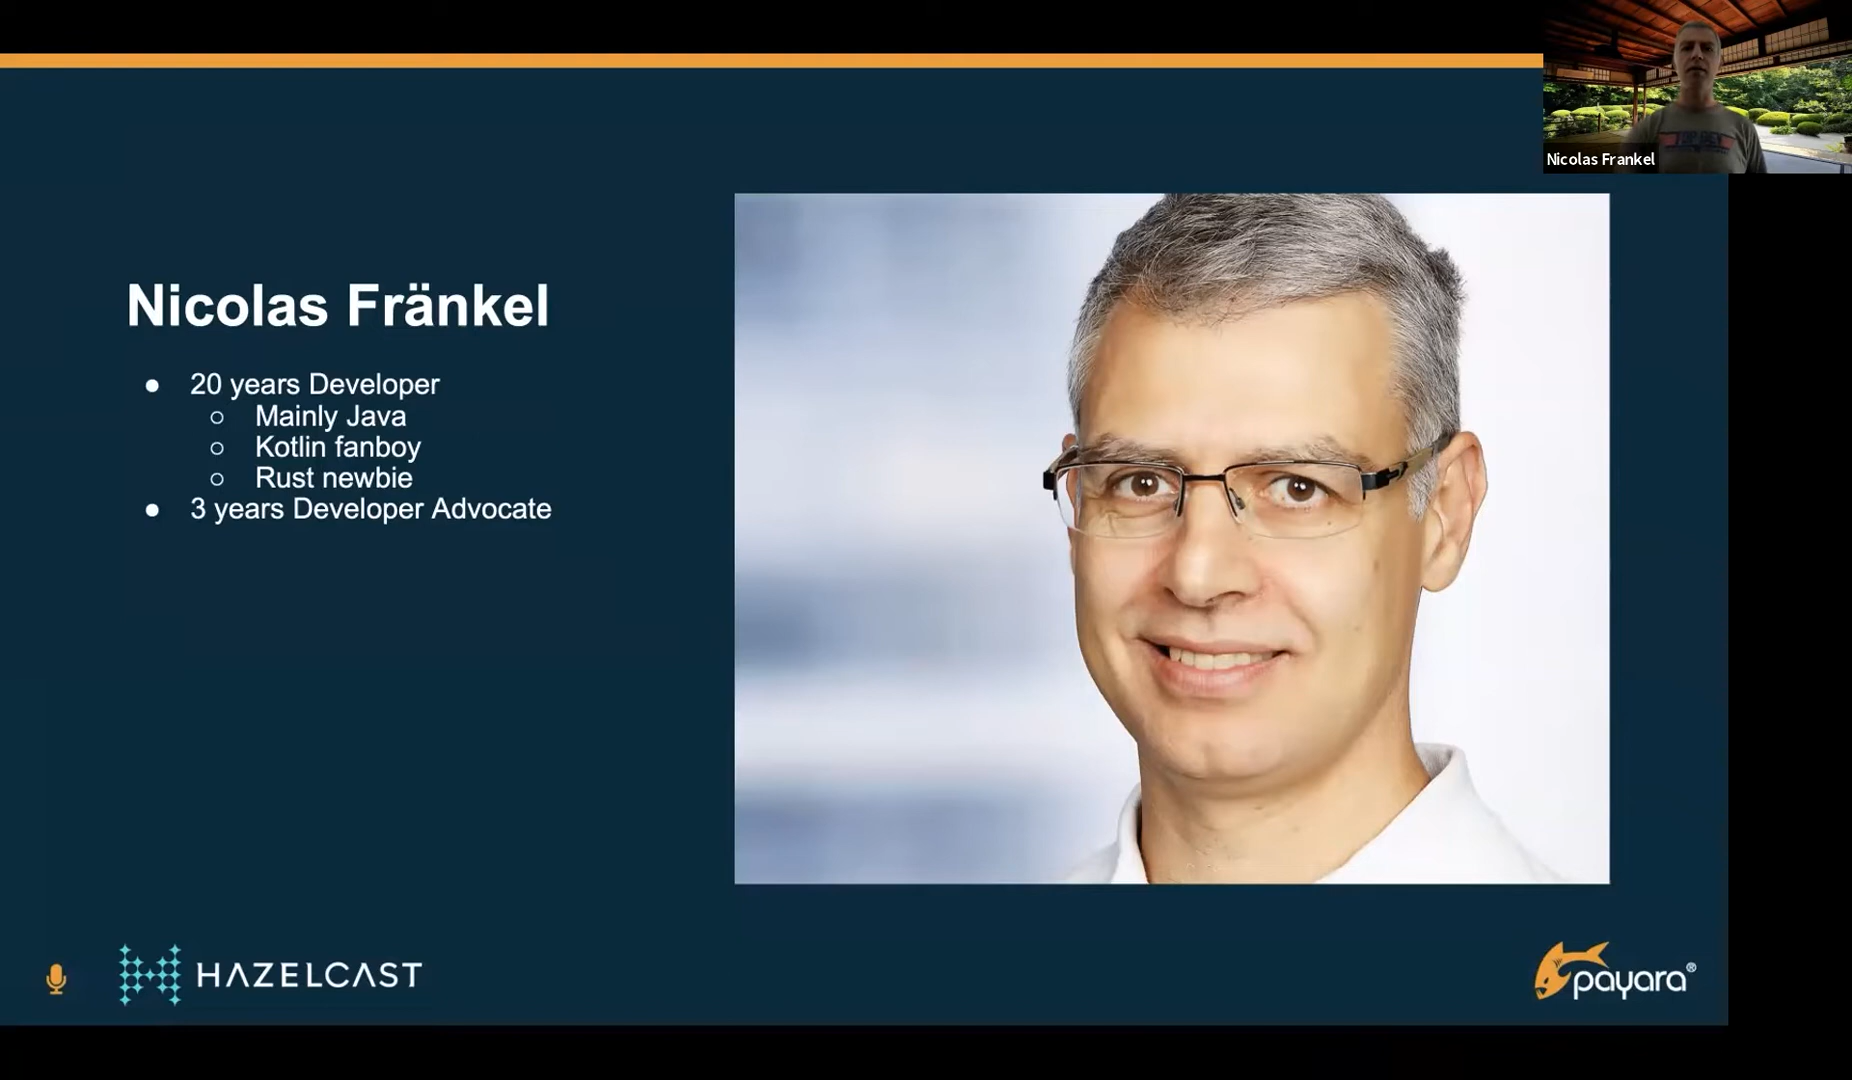 Nicolas Frankel
Nicolas Fränkel
● 20 years Developer
○ Mainly Java
○ Kotlin fanboy
○ Rust newbie
● 3 years Developer Advocate
HAZELCAST
payara®